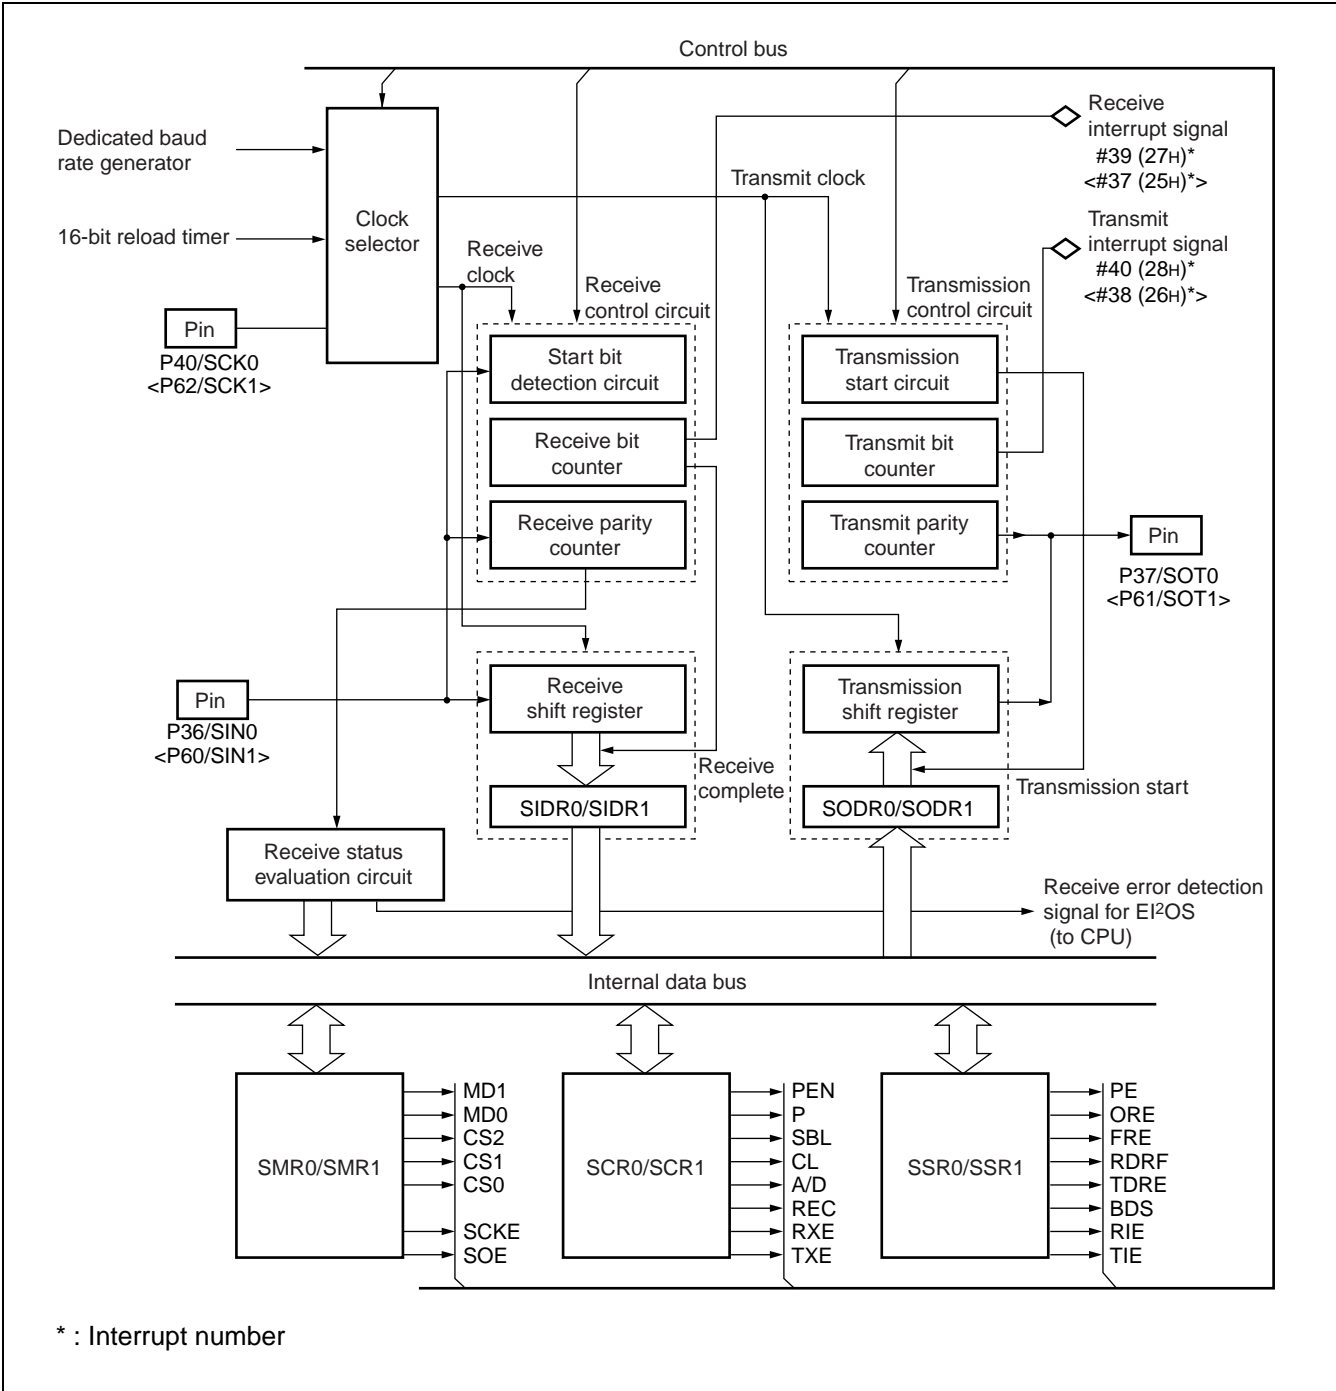 Control bus
Dedicated baud
rate generator
16-bit reload timer
Pin
P40/SCK0
<P62/SCK1>
Clock
selector
Transmit clock
Receive
clock
Receive
interrupt signal
#39 (27H)*
<#37 (25H)*>
Transmit
interrupt signal
#40 (28H)*
<#38 (26H)*>
Receive
control circuit
Start bit
detection circuit
Receive bit
counter
Receive parity
counter
Transmission
control circuit
Transmission
start circuit
Transmit bit
counter
Transmit parity
counter
Pin
P37/SOT0
<P61/SOT1>
Pin
P36/SIN0
<P60/SIN1>
Receive
shift register
Receive
complete
SIDR0/SIDR1
Transmission
shift register
Transmission start
SODR0/SODR1
Receive status
evaluation circuit
Receive error detection
signal for EI²OS
(to CPU)
Internal data bus
SMR0/SMR1
MD1
MD0
CS2
CS1
CS0
SCKE
SOE
SCR0/SCR1
PEN
P
SBL
CL
A/D
REC
RXE
TXE
SSR0/SSR1
PE
ORE
FRE
RDRF
TDRE
BDS
RIE
TIE
* : Interrupt number